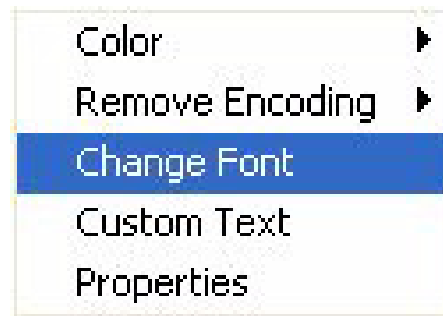 Color
Remove Encoding
Change Font
Custom Text
Properties